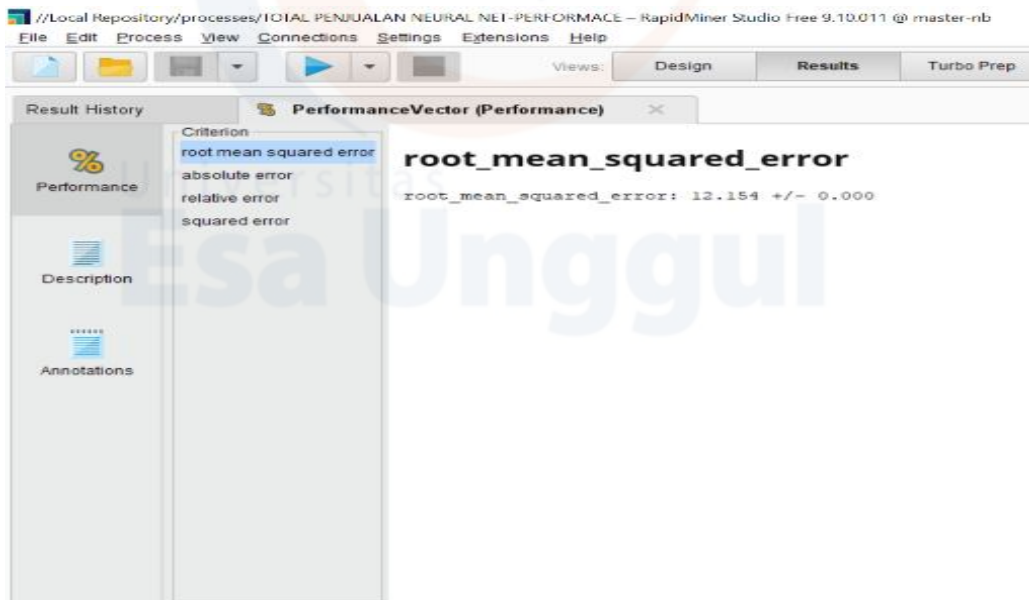 //Local Repository/processes/TOTAL PENJUALAN NEURAL NET-PERFORMACE – RapidMiner Studio Free 9.10.011 @ master-nb
File Edit Process View Connections Settings Extensions Help
Views: Design Results Turbo Prep
Result History PerformanceVector (Performance)
Criterion
root mean squared error
absolute error
relative error
squared error
Performance
Description
Annotations
root_mean_squared_error
root_mean_squared_error: 12.154 +/- 0.000
Universitas
Esa Unggul